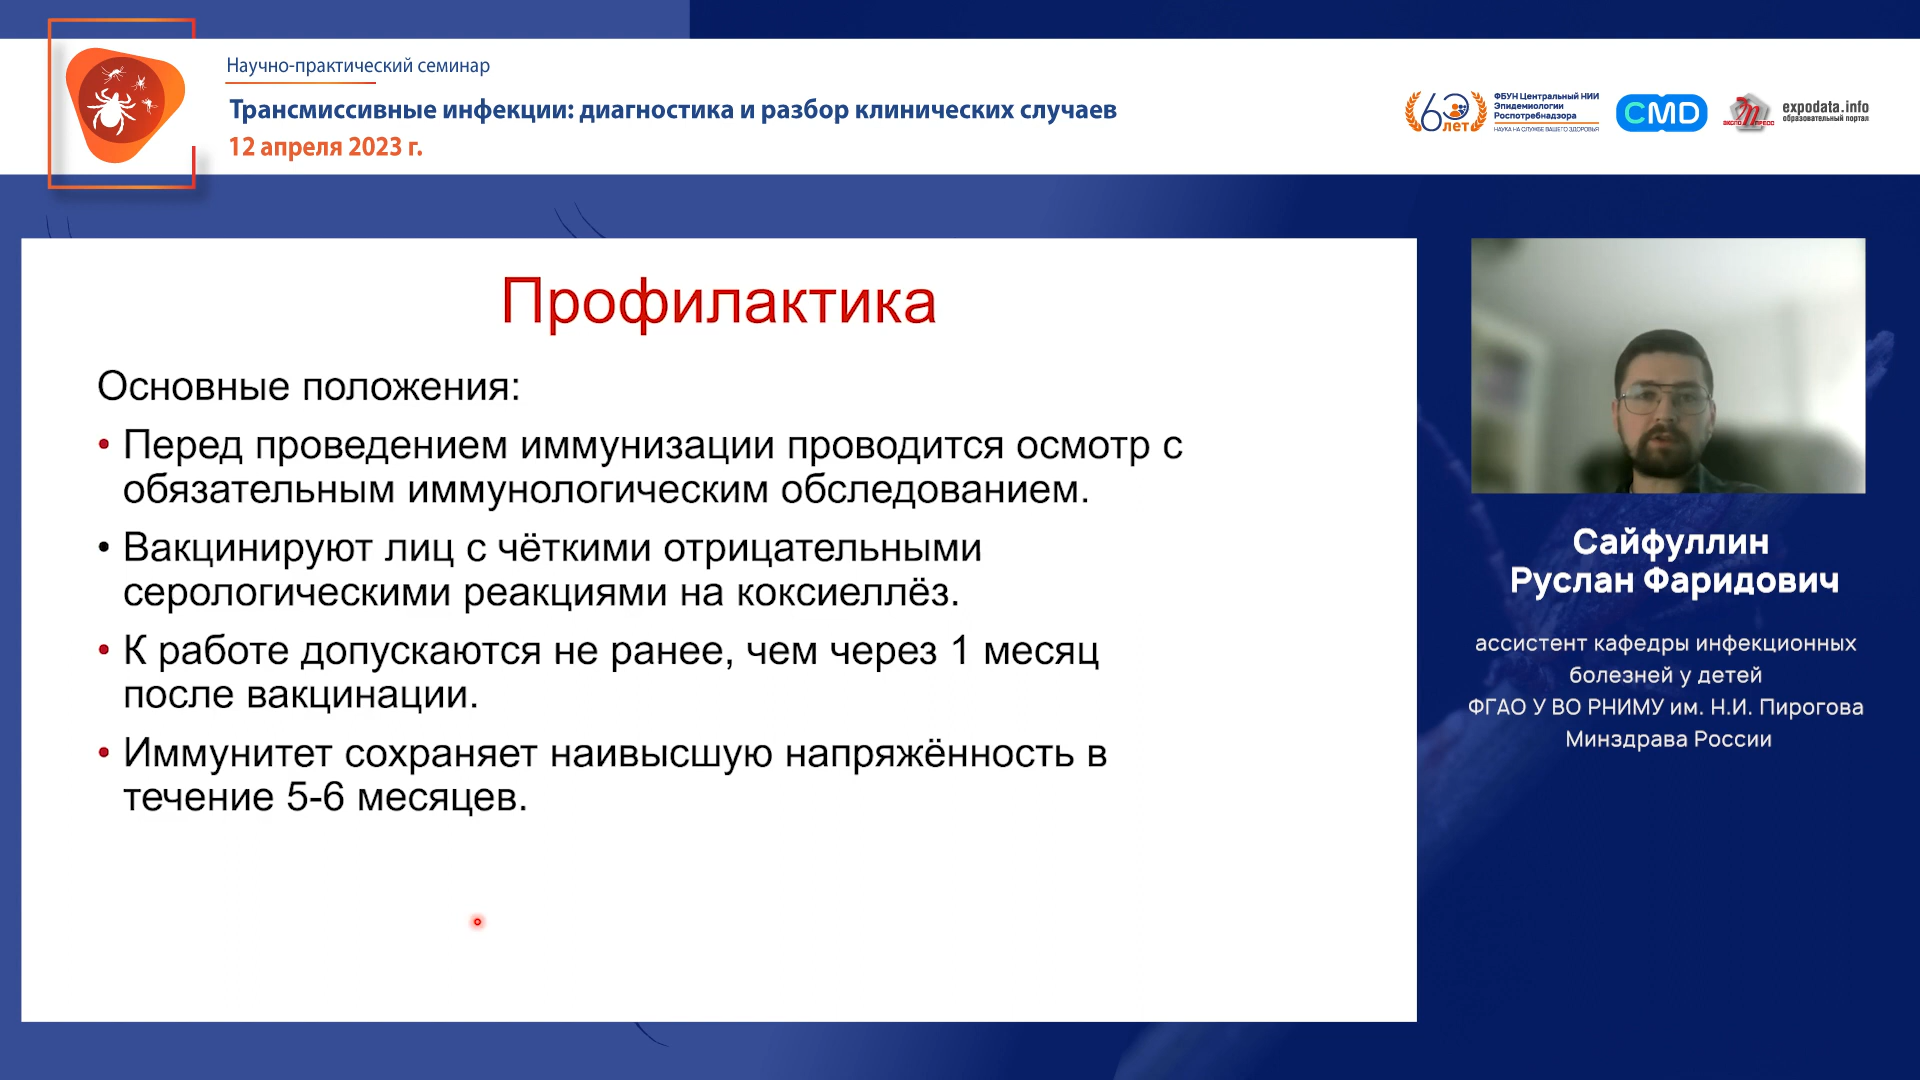 Научно-практический семинар
Трансмиссивные инфекции: диагностика и разбор клинических случаев
12 апреля 2023 г.
60 лет
ФБУН Центральный НИИ
Эпидемиологии
Роспотребнадзора
НАУКА НА СЛУЖБЕ ВАШЕГО ЗДОРОВЬЯ
CMD
ЭКСПО ПРЕСС
expodata.info
образовательный портал
Профилактика
Основные положения:
• Перед проведением иммунизации проводится осмотр с
обязательным иммунологическим обследованием.
• Вакцинируют лиц с чёткими отрицательными
серологическими реакциями на коксиеллёз.
• К работе допускаются не ранее, чем через 1 месяц
после вакцинации.
• Иммунитет сохраняет наивысшую напряжённость в
течение 5-6 месяцев.
Сайфуллин
Руслан Фаридович
ассистент кафедры инфекционных
болезней у детей
ФГАО У ВО РНИМУ им. Н.И. Пирогова
Минздрава России